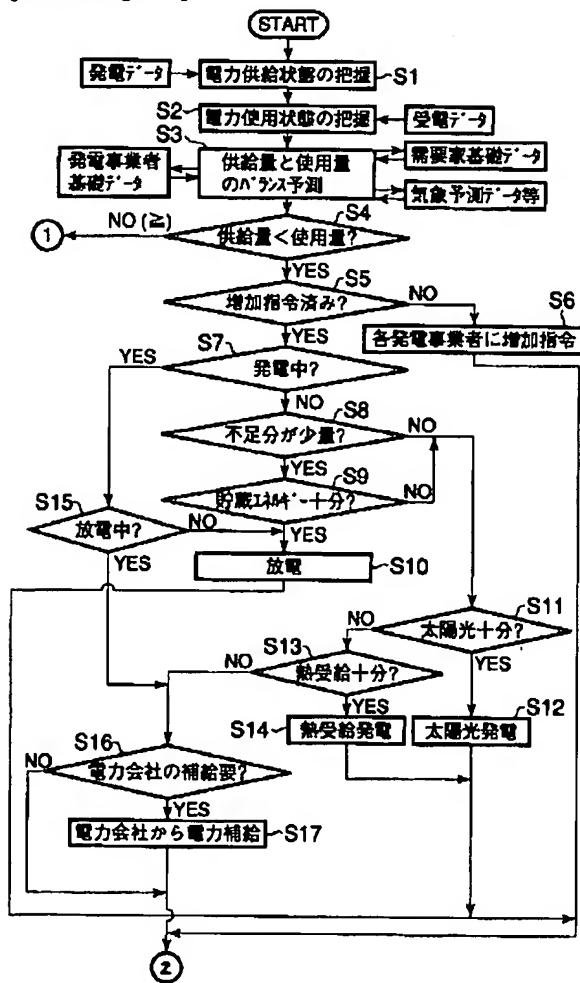 START
発電データ
電力供給状態の把握
S1
S2
電力使用状態の把握
受電データ
S3
発電事業者
基礎データ
供給量と使用量
のバランス予測
需要家基礎データ
気象予測データ等
S4
NO (≧)
1
供給量<使用量?
YES
S5
増加指令済み?
NO
S6
各発電事業者に増加指令
YES
S7
YES
発電中?
NO
S8
不足分が少量?
YES
S9
貯蔵エネルギー十分?
NO
S15
放電中?
NO
YES
YES
放電
S10
S11
太陽光十分?
NO
S13
熱受給十分?
NO
YES
YES
S14
熱受給発電
太陽光発電
S12
S16
NO
電力会社の補給要?
YES
電力会社から電力補給
S17
2